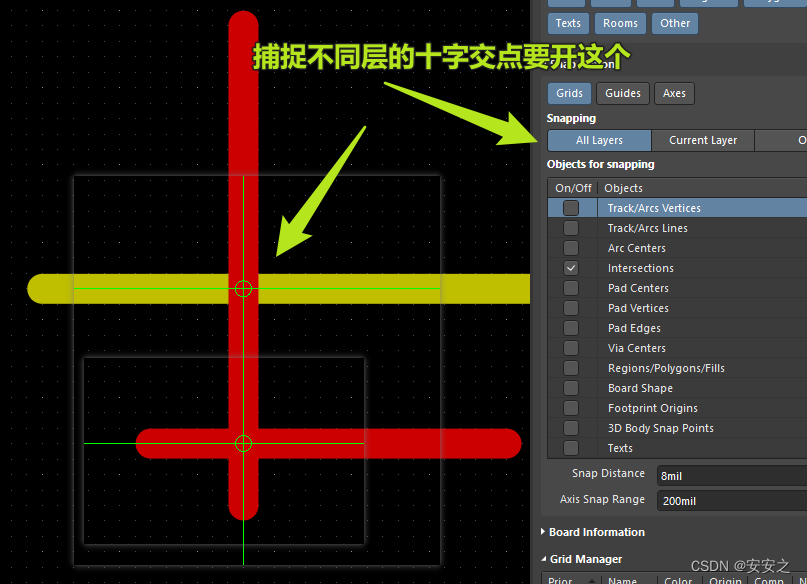 Texts Rooms Other
捕捉不同层的十字交点要开这个
Grids Guides Axes
Snapping
All Layers Current Layer O
Objects for snapping
On/Off Objects
Track/Arcs Vertices
Track/Arcs Lines
Arc Centers
Intersections
Pad Centers
Pad Vertices
Pad Edges
Via Centers
Regions/Polygons/Fills
Board Shape
Footprint Origins
3D Body Snap Points
Texts
Snap Distance 8mil
Axis Snap Range 200mil
Board Information
Grid Manager
CSDN @安安之
Prior Name Color Origin Comp N